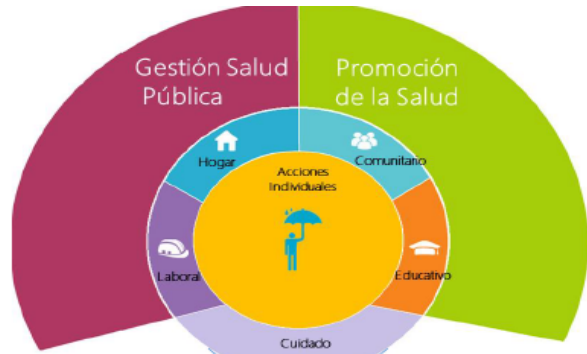 Gestión Salud
Pública
Promoción
de la Salud
Hogar
Comunitario
Acciones
Individuales
Laboral
Educativo
Cuidado